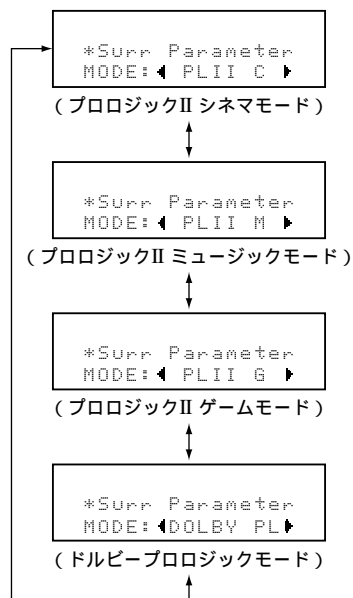 *Surr Parameter
MODE:◀ PLII C ▶
(プロロジックII シネマモード)
*Surr Parameter
MODE:◀ PLII M ▶
(プロロジックII ミュージックモード)
*Surr Parameter
MODE:◀ PLII G ▶
(プロロジックII ゲームモード)
*Surr Parameter
MODE:◀DOLBY PL▶
(ドルビープロロジックモード)